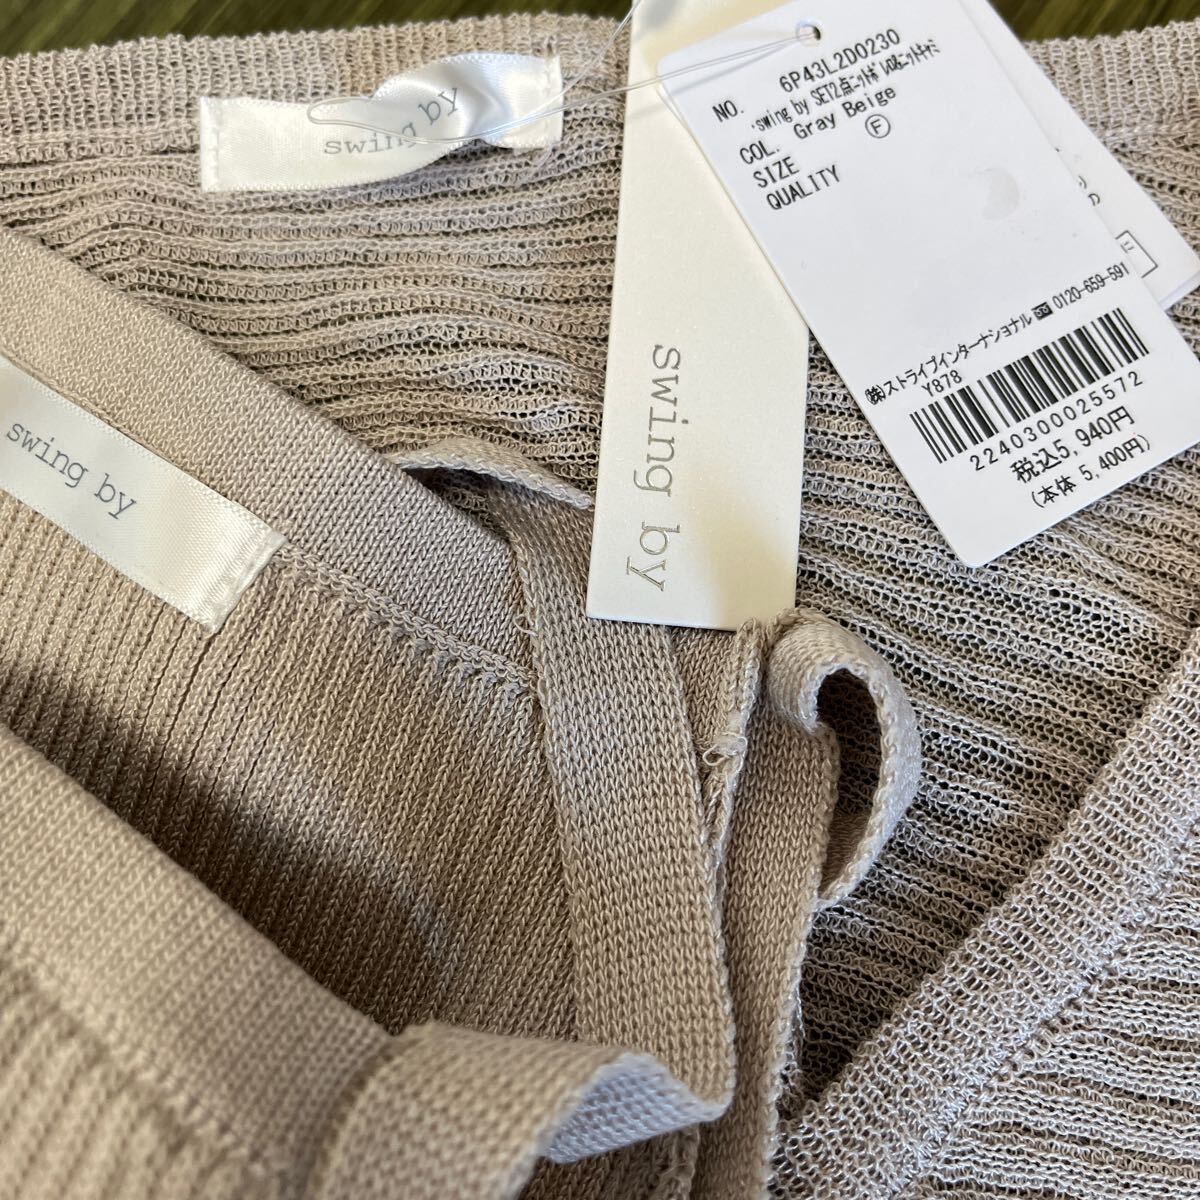 swing by
swing by
swing by
NO. 6P43L2D0230
'swing by SET2点ニットボレロ&ニットキャミ
COL. Gray Beige
SIZE Ⓕ
QUALITY
㈱ストライプインターナショナル 0120-659-591
Y878
2240300025572
税込5,940円
(本体 5,400円)